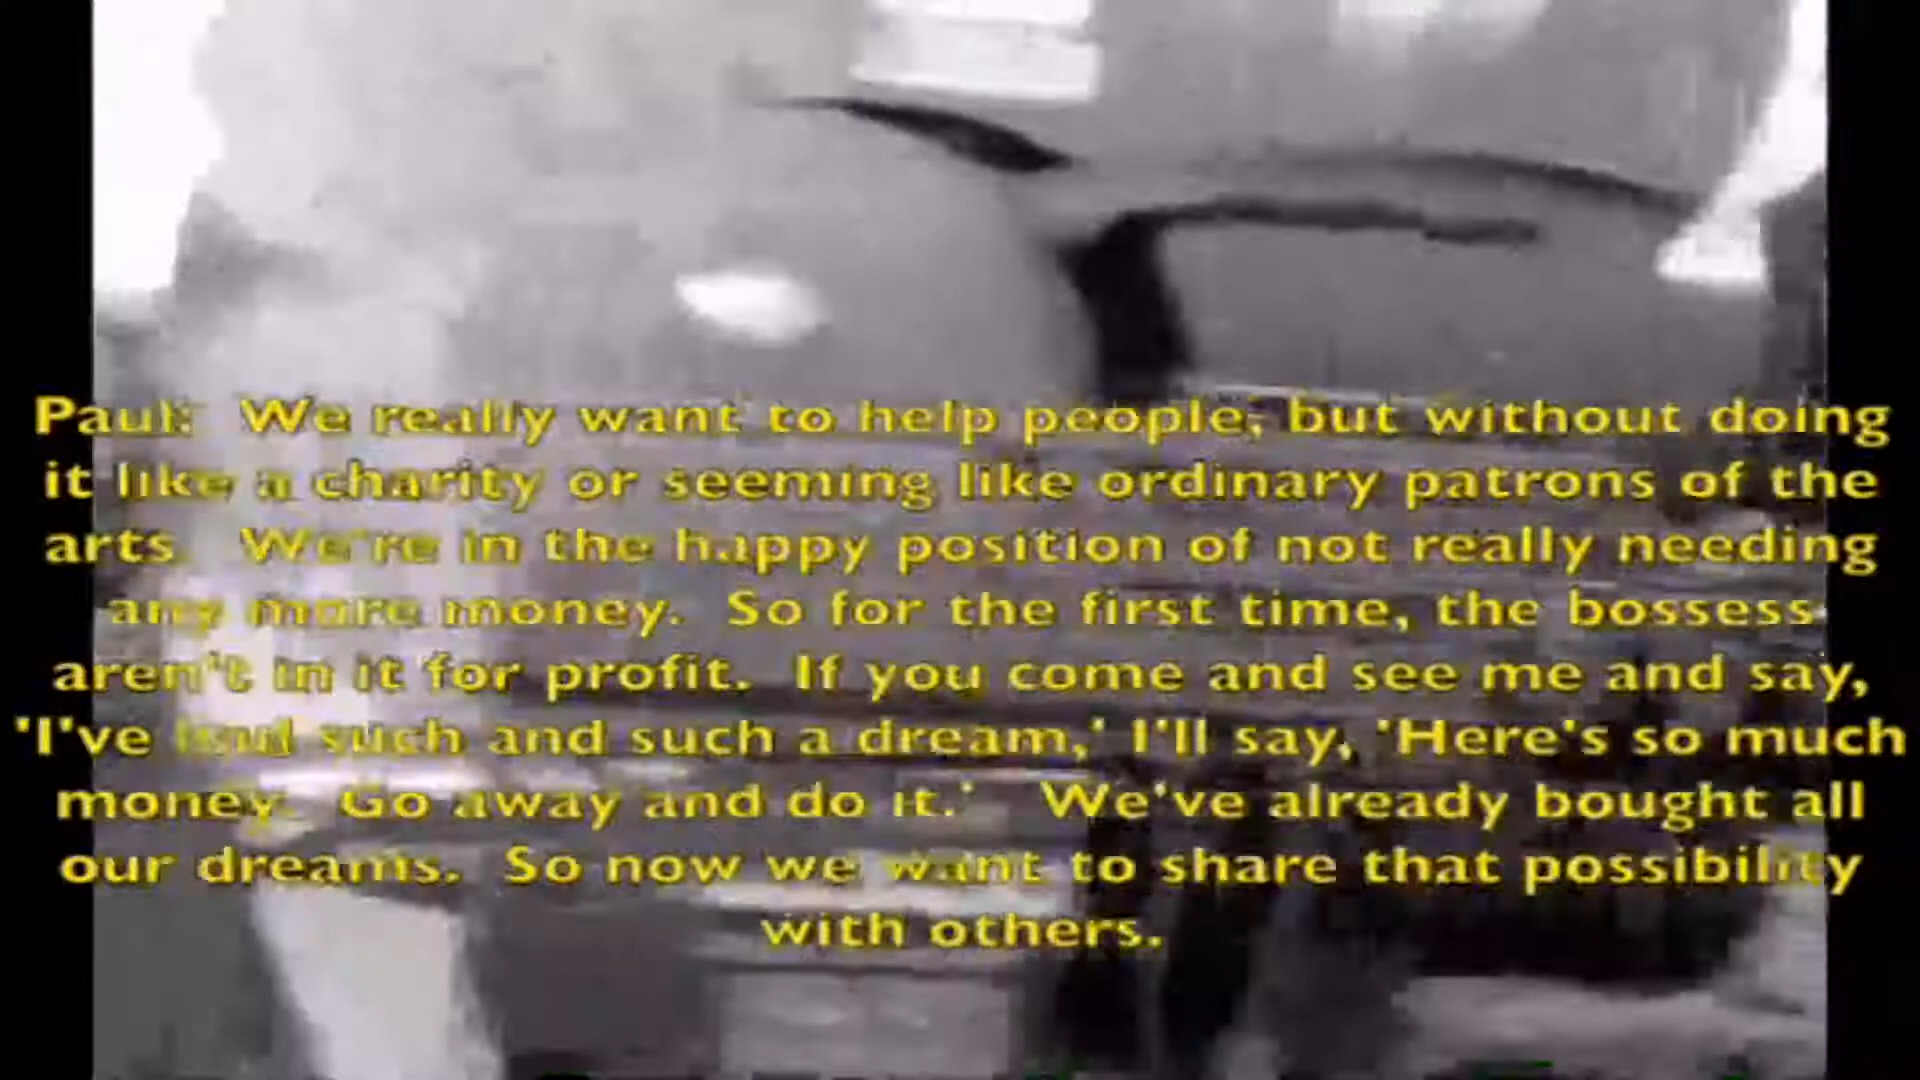 Paul: We really want to help people, but without doing
it like a charity or seeming like ordinary patrons of the
arts. We're in the happy position of not really needing
any more money. So for the first time, the bossess
aren't in it for profit. If you come and see me and say,
'I've had such and such a dream,' I'll say, 'Here's so much
money. Go away and do it.' We've already bought all
our dreams. So now we want to share that possibility
with others.